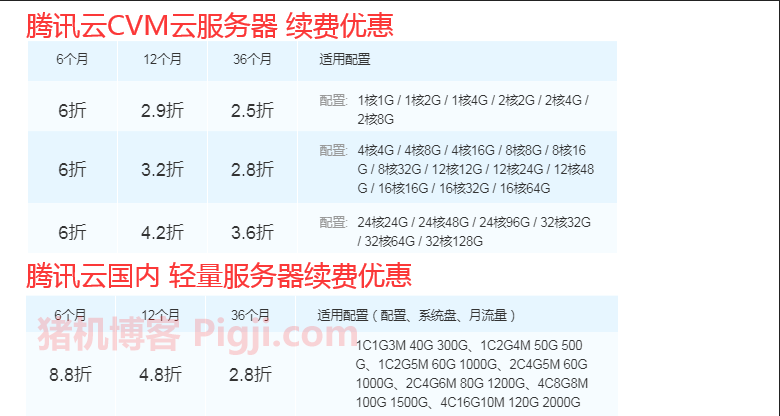 腾讯云CVM云服务器 续费优惠
6个月 12个月 36个月 适用配置
6折 2.9折 2.5折 配置: 1核1G / 1核2G / 1核4G / 2核2G / 2核4G /
2核8G
6折 3.2折 2.8折 配置: 4核4G / 4核8G / 4核16G / 8核8G / 8核16
G / 8核32G / 12核12G / 12核24G / 12核48
G / 16核16G / 16核32G / 16核64G
6折 4.2折 3.6折 配置: 24核24G / 24核48G / 24核96G / 32核32G
/ 32核64G / 32核128G
腾讯云国内 轻量服务器续费优惠
6个月 12个月 36个月 适用配置 ( 配置、系统盘、月流量 )
猪机博客 Pigji.com
8.8折 4.8折 2.8折 1C1G3M 40G 300G、1C2G4M 50G 500
G、1C2G5M 60G 1000G、2C4G5M 60G
1000G、2C4G6M 80G 1200G、4C8G8M
100G 1500G、4C16G10M 120G 2000G